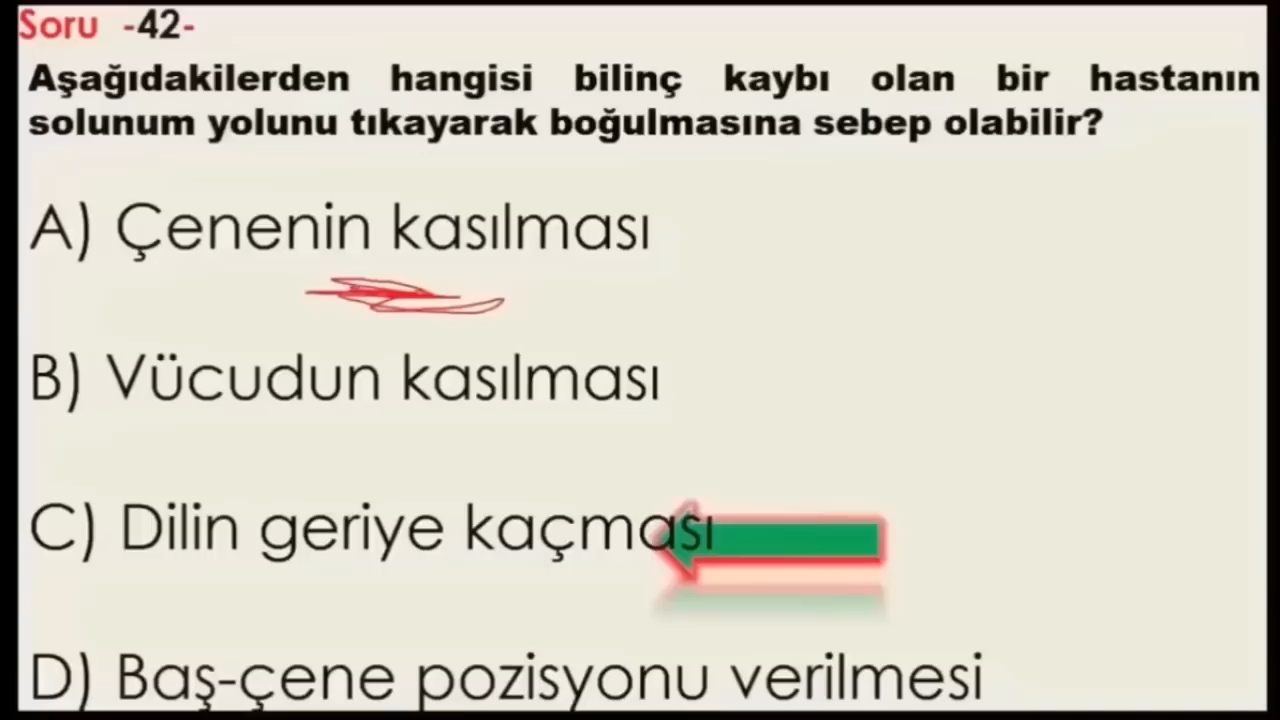 Soru -42-
Aşağıdakilerden hangisi bilinç kaybı olan bir hastanın
solunum yolunu tıkayarak boğulmasına sebep olabilir?
A) Çenenin kasılması
B) Vücudun kasılması
C) Dilin geriye kaçması
D) Baş-çene pozisyonu verilmesi